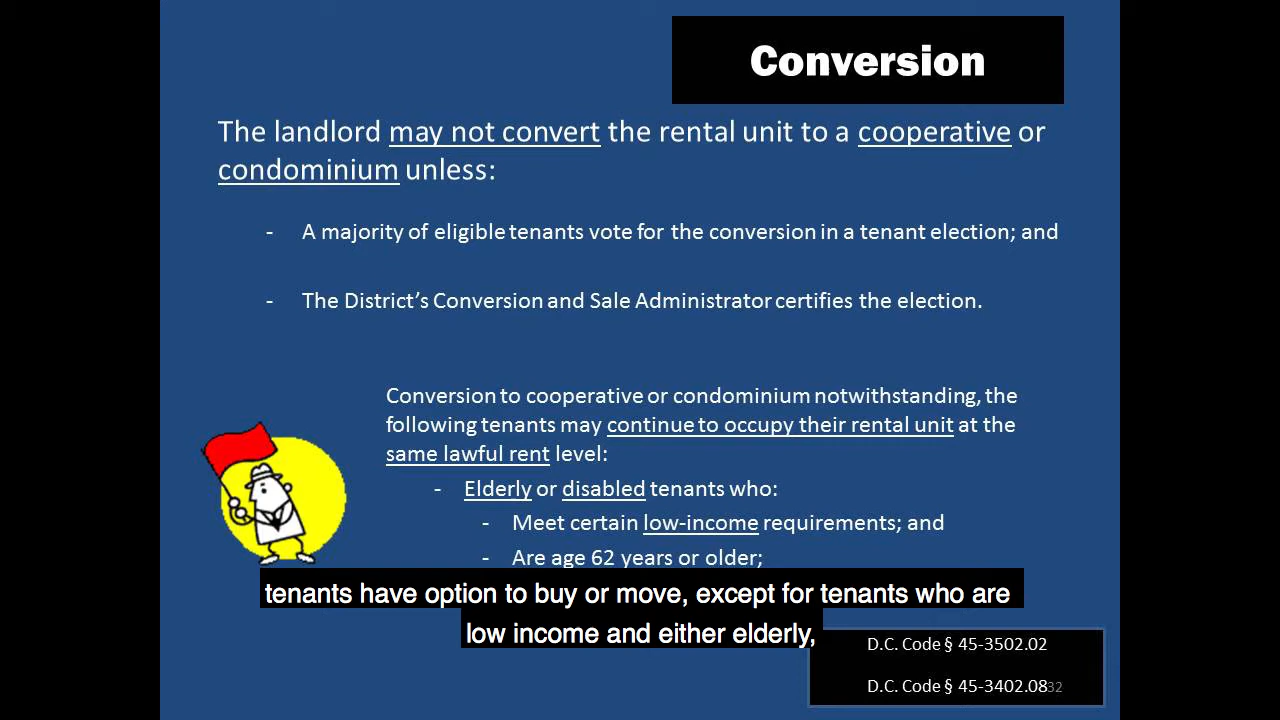 Conversion
The landlord may not convert the rental unit to a cooperative or
condominium unless:
- A majority of eligible tenants vote for the conversion in a tenant election; and
- The District's Conversion and Sale Administrator certifies the election.
Conversion to cooperative or condominium notwithstanding, the
following tenants may continue to occupy their rental unit at the
same lawful rent level:
- Elderly or disabled tenants who:
- Meet certain low-income requirements; and
- Are age 62 years or older;
tenants have option to buy or move, except for tenants who are
low income and either elderly,
D.C. Code § 45-3502.02
D.C. Code § 45-3402.08
32